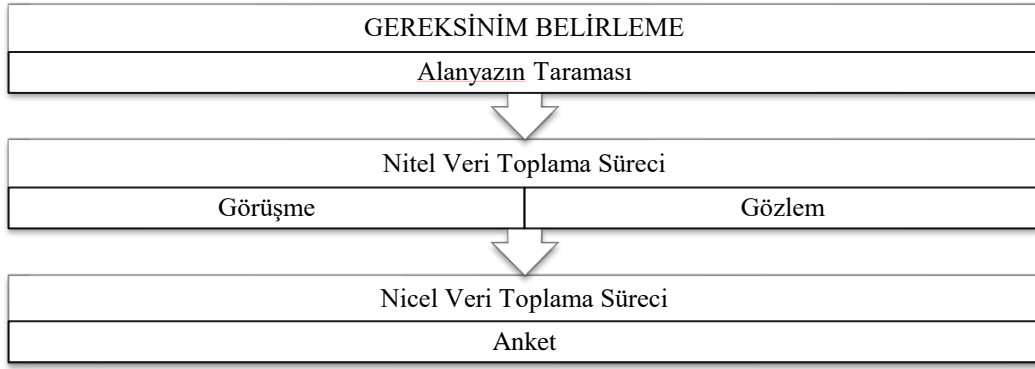 GEREKSİNİM BELİRLEME
Alanyazın Taraması
Nitel Veri Toplama Süreci
Görüşme
Gözlem
Nicel Veri Toplama Süreci
Anket